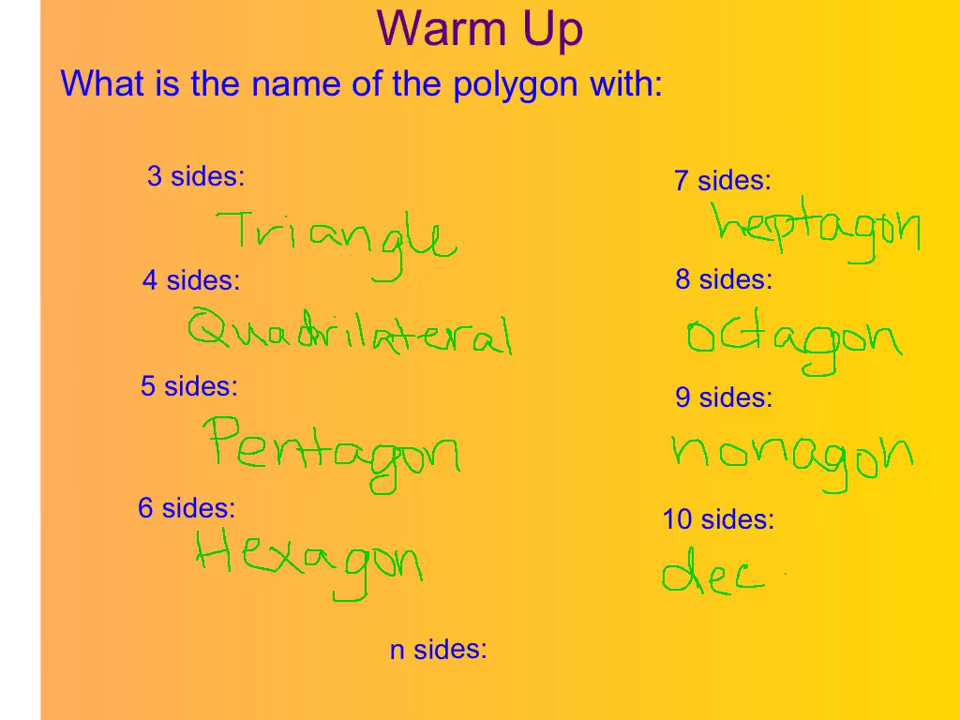 Warm Up
What is the name of the polygon with:
3 sides:
Triangle
4 sides:
Quadrilateral
5 sides:
Pentagon
6 sides:
Hexagon
7 sides:
heptagon
8 sides:
octagon
9 sides:
nonagon
10 sides:
dec
n sides: